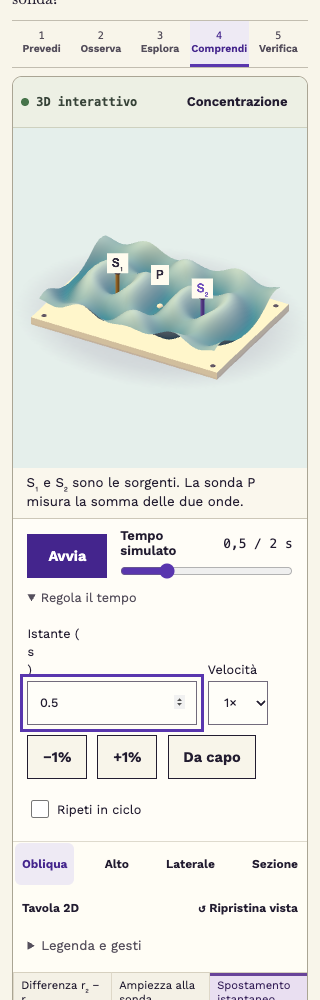 sonda?
1 2 3 4 5
Prevedi Osserva Esplora Comprendi Verifica
3D interattivo Concentrazione
S₁ P
S₂
S₁ e S₂ sono le sorgenti. La sonda P
misura la somma delle due onde.
Avvia Tempo simulato 0,5 / 2 s
▼ Regola il tempo
Istante (
s
) Velocità
0.5 1×
−1% +1% Da capo
Ripeti in ciclo
Obliqua Alto Laterale Sezione
Tavola 2D ↺ Ripristina vista
▶ Legenda e gesti
Differenza r₂ − Ampiezza alla Spostamento
r sonda istantaneo